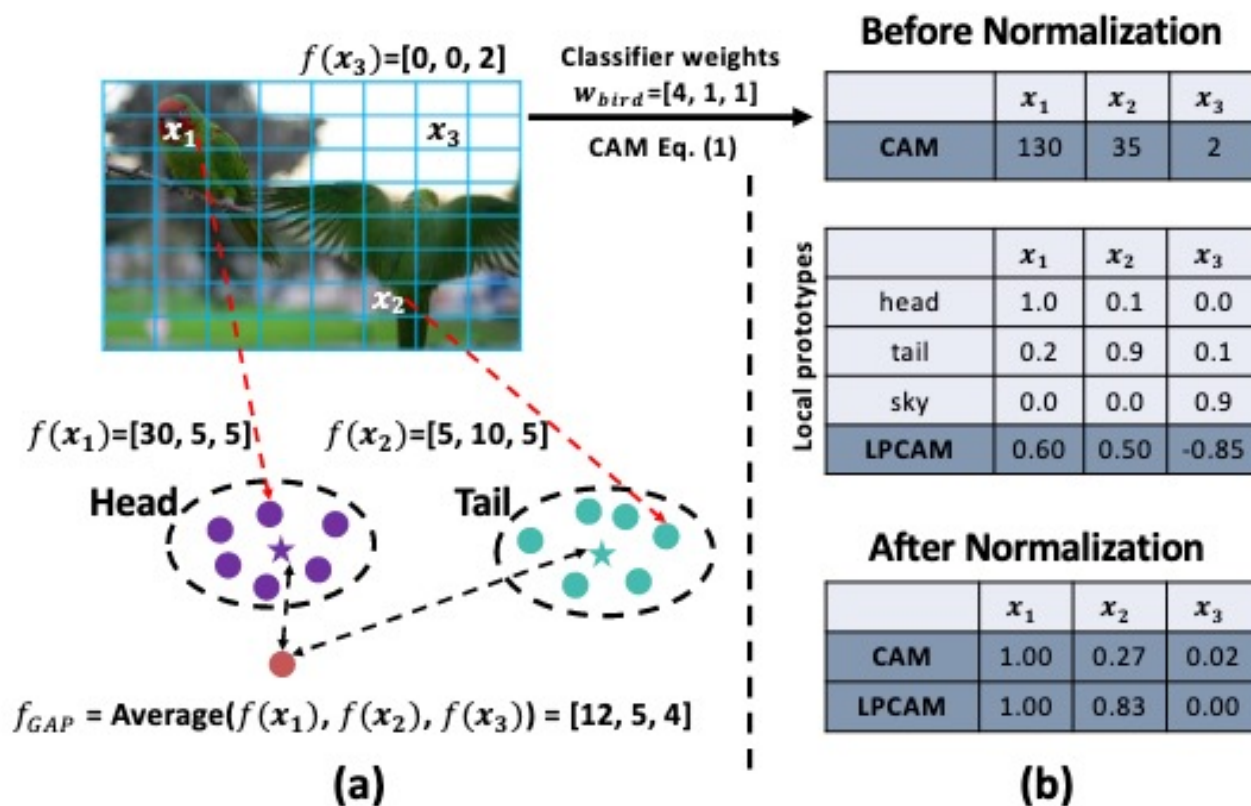 f(x₃)=[0, 0, 2]
x₁
x₃
x₂
f(x₁)=[30, 5, 5]
f(x₂)=[5, 10, 5]
Head
Tail
f_GAP = Average(f(x₁), f(x₂), f(x₃)) = [12, 5, 4]
(a)
Classifier weights
w_bird=[4, 1, 1]
CAM Eq. (1)
Before Normalization
x₁ x₂ x₃
CAM 130 35 2
Local prototypes
x₁ x₂ x₃
head 1.0 0.1 0.0
tail 0.2 0.9 0.1
sky 0.0 0.0 0.9
LPCAM 0.60 0.50 -0.85
After Normalization
x₁ x₂ x₃
CAM 1.00 0.27 0.02
LPCAM 1.00 0.83 0.00
(b)